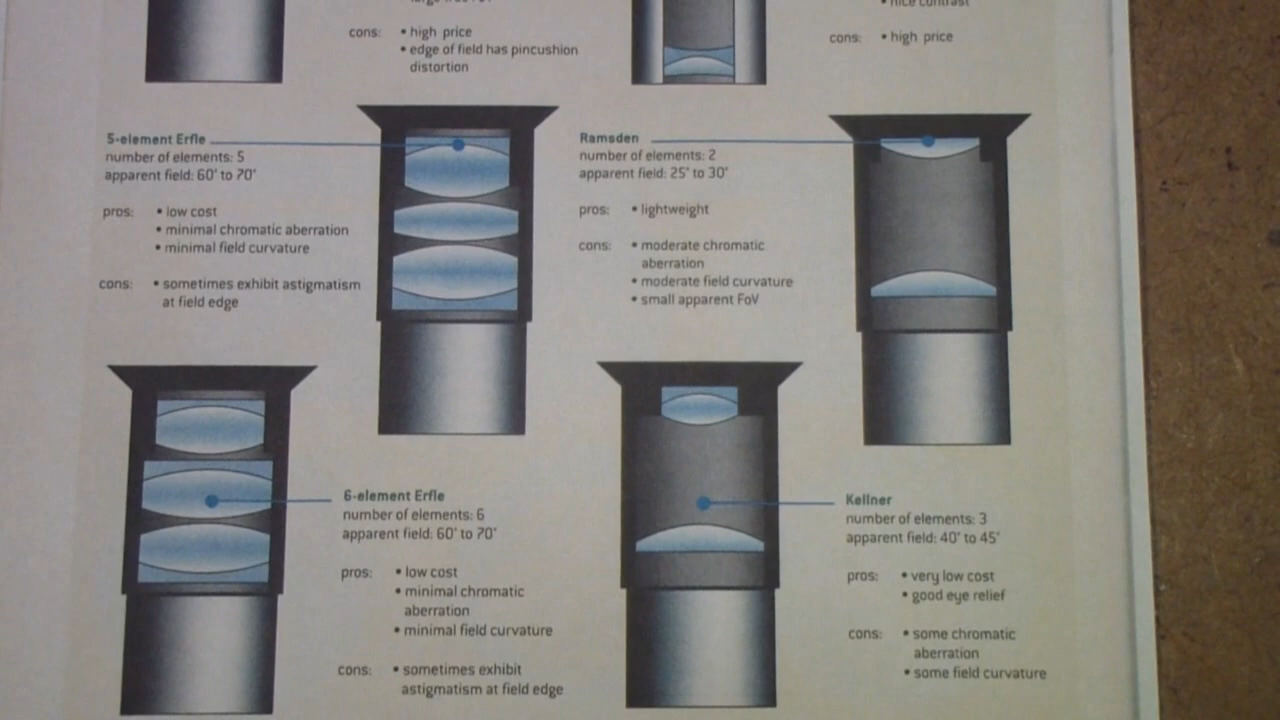 cons: • high price
• edge of field has pincushion
distortion
• nice contrast
cons: • high price
5-element Erfle
number of elements: 5
apparent field: 60° to 70°
pros: • low cost
• minimal chromatic aberration
• minimal field curvature
cons: • sometimes exhibit astigmatism
at field edge
Ramsden
number of elements: 2
apparent field: 25° to 30°
pros: • lightweight
cons: • moderate chromatic
aberration
• moderate field curvature
• small apparent FoV
6-element Erfle
number of elements: 6
apparent field: 60° to 70°
pros: • low cost
• minimal chromatic
aberration
• minimal field curvature
cons: • sometimes exhibit
astigmatism at field edge
Kellner
number of elements: 3
apparent field: 40° to 45°
pros: • very low cost
• good eye relief
cons: • some chromatic
aberration
• some field curvature